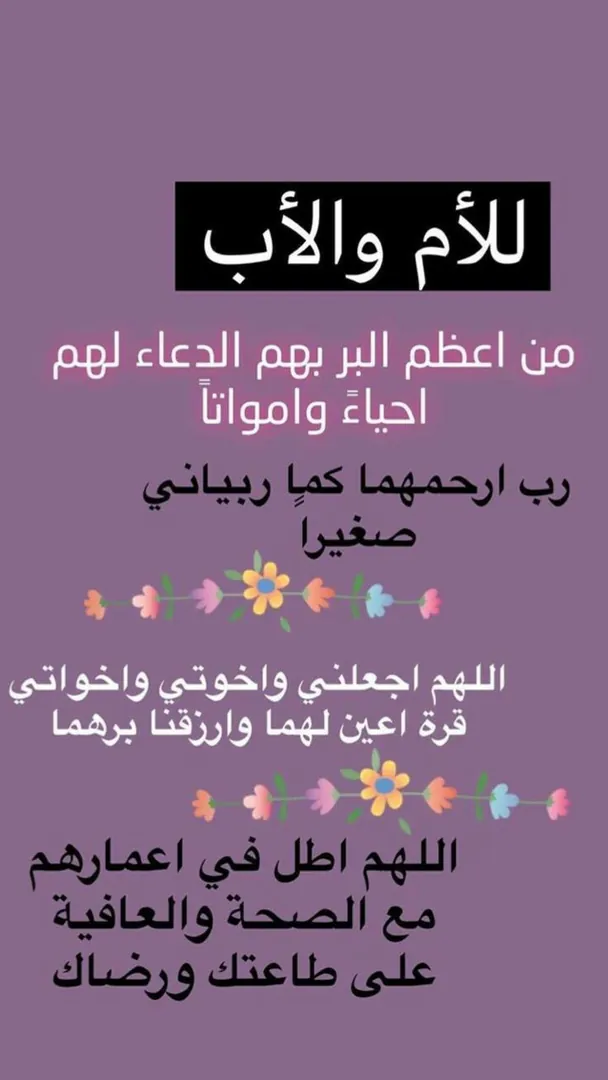 للأم والأب
من اعظم البر بهم الدعاء لهم
احياءً وامواتاً
رب ارحمهما كما ربياني
صغيراً
اللهم اجعلني واخوتي واخواتي
قرة اعين لهما وارزقنا برهما
اللهم اطل في اعمارهم
مع الصحة والعافية
على طاعتك ورضاك